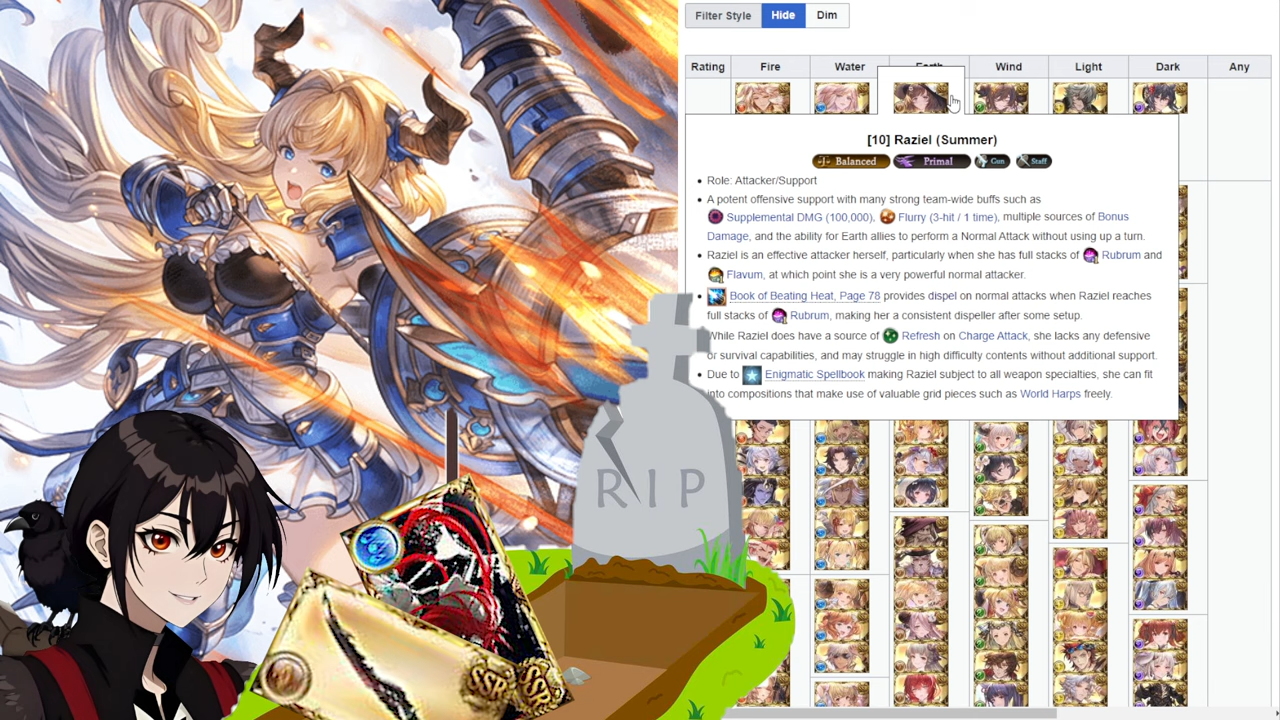 Filter Style Hide Dim
Rating Fire Water Earth Wind Light Dark Any
[10] Raziel (Summer)
Balanced Primal Gun Staff
• Role: Attacker/Support
• A potent offensive support with many strong team-wide buffs such as
Supplemental DMG (100,000), Flurry (3-hit / 1 time), multiple sources of Bonus
Damage, and the ability for Earth allies to perform a Normal Attack without using up a turn.
• Raziel is an effective attacker herself, particularly when she has full stacks of Rubrum and
Flavum, at which point she is a very powerful normal attacker.
• Book of Beating Heat, Page 78 provides dispel on normal attacks when Raziel reaches
full stacks of Rubrum, making her a consistent dispeller after some setup.
While Raziel does have a source of Refresh on Charge Attack, she lacks any defensive
or survival capabilities, and may struggle in high difficulty contents without additional support.
• Due to Enigmatic Spellbook making Raziel subject to all weapon specialties, she can fit
into compositions that make use of valuable grid pieces such as World Harps freely.
RIP
SSR SSR